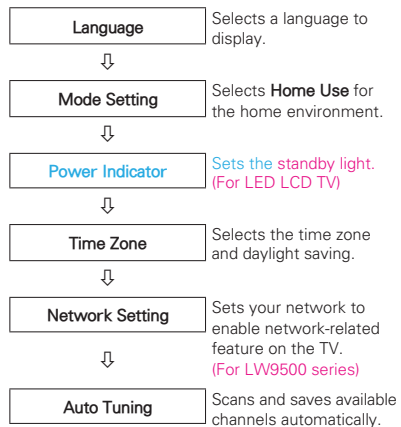 Language
Selects a language to
display.
⇩
Mode Setting
Selects Home Use for
the home environment.
⇩
Power Indicator
Sets the standby light.
(For LED LCD TV)
⇩
Time Zone
Selects the time zone
and daylight saving.
⇩
Network Setting
Sets your network to
enable network-related
feature on the TV.
(For LW9500 series)
⇩
Auto Tuning
Scans and saves available
channels automatically.